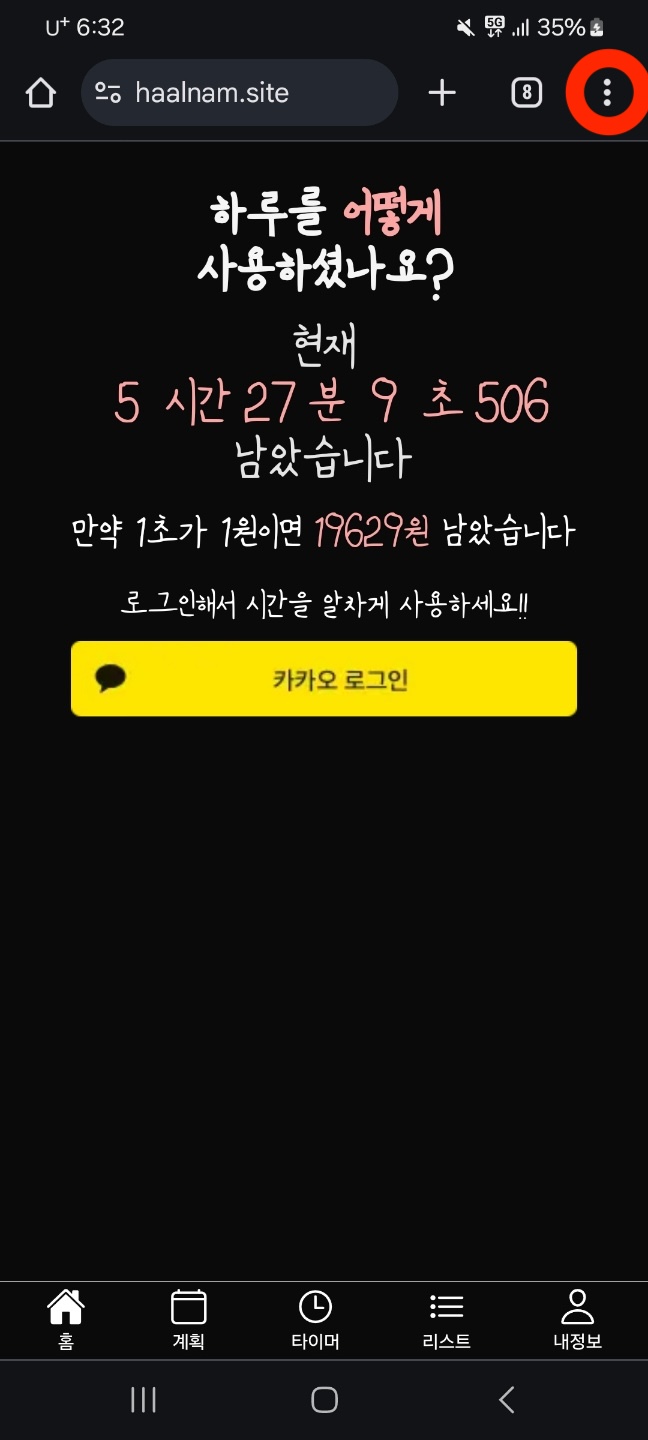 U+ 6:32
5G 35%
haalnam.site
8
하루를 어떻게
사용하셨나요?
현재
5 시간 27 분 9 초 506
남았습니다
만약 1초가 1원이면 19629원 남았습니다
로그인해서 시간을 알차게 사용하세요!!
카카오 로그인
홈 계획 타이머 리스트 내정보